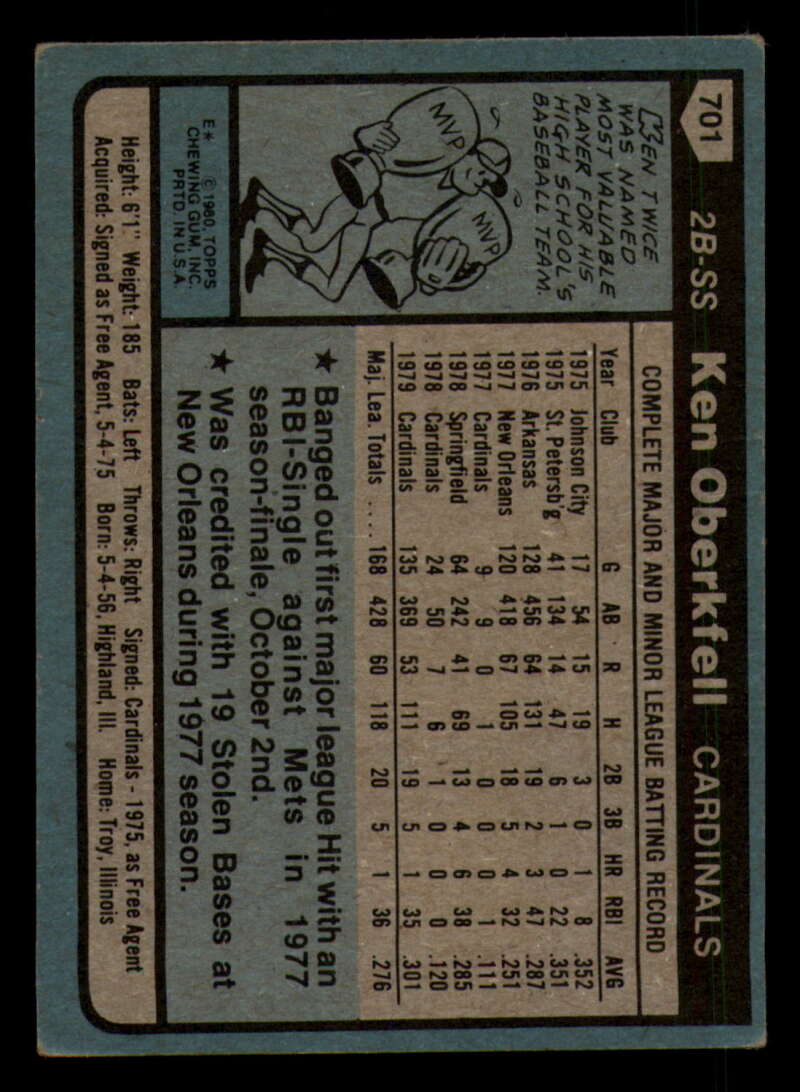 701 2B-SS Ken Oberkfell CARDINALS
KEN TWICE
WAS NAMED
MOST VALUABLE
PLAYER FOR HIS
HIGH SCHOOL'S
BASEBALL TEAM.
MVP
MVP
E* © 1980, TOPPS
CHEWING GUM, INC.
PRTD. IN U.S.A.
COMPLETE MAJOR AND MINOR LEAGUE BATTING RECORD
Year Club G AB R H 2B 3B HR RBI AVG
1975 Johnson City 17 54 15 19 3 0 1 8 .352
1975 St. Petersb'g 41 134 14 47 6 1 0 22 .351
1976 Arkansas 128 456 64 131 19 2 3 47 .287
1977 New Orleans 120 418 67 105 18 5 4 32 .251
1977 Cardinals 9 9 0 1 0 0 0 1 .111
1978 Springfield 64 242 41 69 13 4 6 38 .285
1978 Cardinals 24 50 7 6 1 0 0 0 .120
1979 Cardinals 135 369 53 111 19 5 1 35 .301
Maj. Lea. Totals .... 168 428 60 118 20 5 1 36 .276
★ Banged out first major league Hit with an
RBI-Single against Mets in 1977
season-finale, October 2nd.
★ Was credited with 19 Stolen Bases at
New Orleans during 1977 season.
Height: 6'1" Weight: 185 Bats: Left Throws: Right Signed: Cardinals - 1975, as Free Agent
Acquired: Signed as Free Agent, 5-4-75 Born: 5-4-56, Highland, Ill. Home: Troy, Illinois